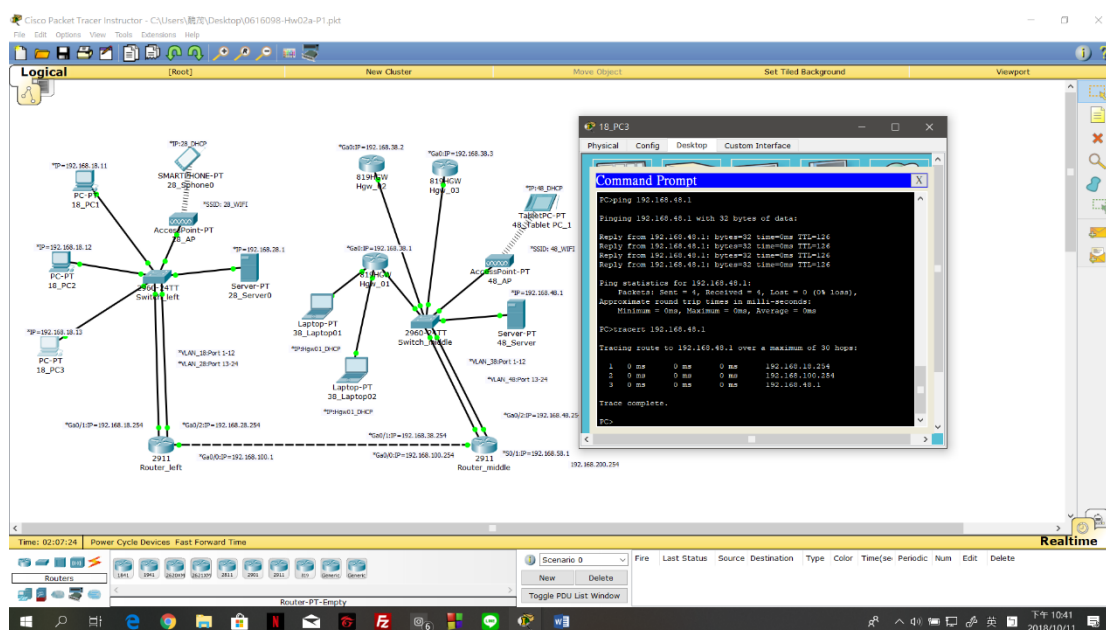 Cisco Packet Tracer Instructor - C:\Users\競茂\Desktop\0616098-Hw02a-P1.pkt
File Edit Options View Tools Extensions Help
Logical [Root] New Cluster Move Object Set Tiled Background Viewport
*IP:28_DHCP
SMARTPHONE-PT
28_Sphone0
*IP=192.168.18.11
PC-PT
18_PC1
*SSID: 28_WIFI
AccessPoint-PT
28_AP
*IP=192.168.18.12
PC-PT
18_PC2
*IP=192.168.28.1
Server-PT
28_Server0
2960-24TT
Switch_left
*IP=192.168.18.13
PC-PT
18_PC3
*VLAN_18:Port 1-12
*VLAN_28:Port 13-24
*Ga0/1:IP=192.168.18.254
*Ga0/2:IP=192.168.28.254
2911
Router_left
*Ga0/0:IP=192.168.100.1
*Ga0:IP=192.168.38.2
819HGW
Hgw_02
*Ga0:IP=192.168.38.3
819HGW
Hgw_03
*IP:48_DHCP
TabletPC-PT
48_Tablet PC_1
*SSID: 48_WIFI
*Ga0:IP=192.168.38.1
819HGW
Hgw_01
AccessPoint-PT
48_AP
*IP=192.168.48.1
Server-PT
48_Server
Laptop-PT
38_Laptop01
*IP:Hgw01_DHCP
2960-24TT
Switch_middle
*VLAN_38:Port 1-12
*VLAN_48:Port 13-24
Laptop-PT
38_Laptop02
*IP:Hgw01_DHCP
*Ga0/2:IP=192.168.48.25
*Ga0/1:IP=192.168.38.254
*Ga0/0:IP=192.168.100.254
2911
Router_middle
*S0/1:IP=192.168.58.1
192.168.200.254
18_PC3
Physical Config Desktop Custom Interface
Command Prompt X
PC>ping 192.168.48.1
Pinging 192.168.48.1 with 32 bytes of data:
Reply from 192.168.48.1: bytes=32 time=0ms TTL=126
Reply from 192.168.48.1: bytes=32 time=0ms TTL=126
Reply from 192.168.48.1: bytes=32 time=0ms TTL=126
Reply from 192.168.48.1: bytes=32 time=0ms TTL=126
Ping statistics for 192.168.48.1:
Packets: Sent = 4, Received = 4, Lost = 0 (0% loss),
Approximate round trip times in milli-seconds:
Minimum = 0ms, Maximum = 0ms, Average = 0ms
PC>tracert 192.168.48.1
Tracing route to 192.168.48.1 over a maximum of 30 hops:
1 0 ms 0 ms 0 ms 192.168.18.254
2 0 ms 0 ms 0 ms 192.168.100.254
3 0 ms 0 ms 0 ms 192.168.48.1
Trace complete.
PC>
Time: 02:07:24 Power Cycle Devices Fast Forward Time Realtime
Routers
1841 1941 2620XM 2621XM 2811 2901 2911 819 Generic Generic
Router-PT-Empty
Scenario 0
New Delete
Toggle PDU List Window
Fire Last Status Source Destination Type Color Time(se Periodic Num Edit Delete
英
下午 10:41
2018/10/11